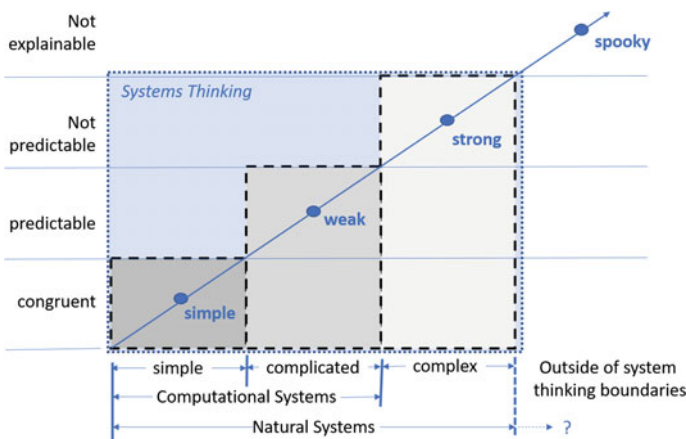 Not
explainable
spooky
Systems Thinking
Not
predictable
strong
predictable
weak
congruent
simple
simple
complicated
complex
Outside of system
thinking boundaries
Computational Systems
Natural Systems
?